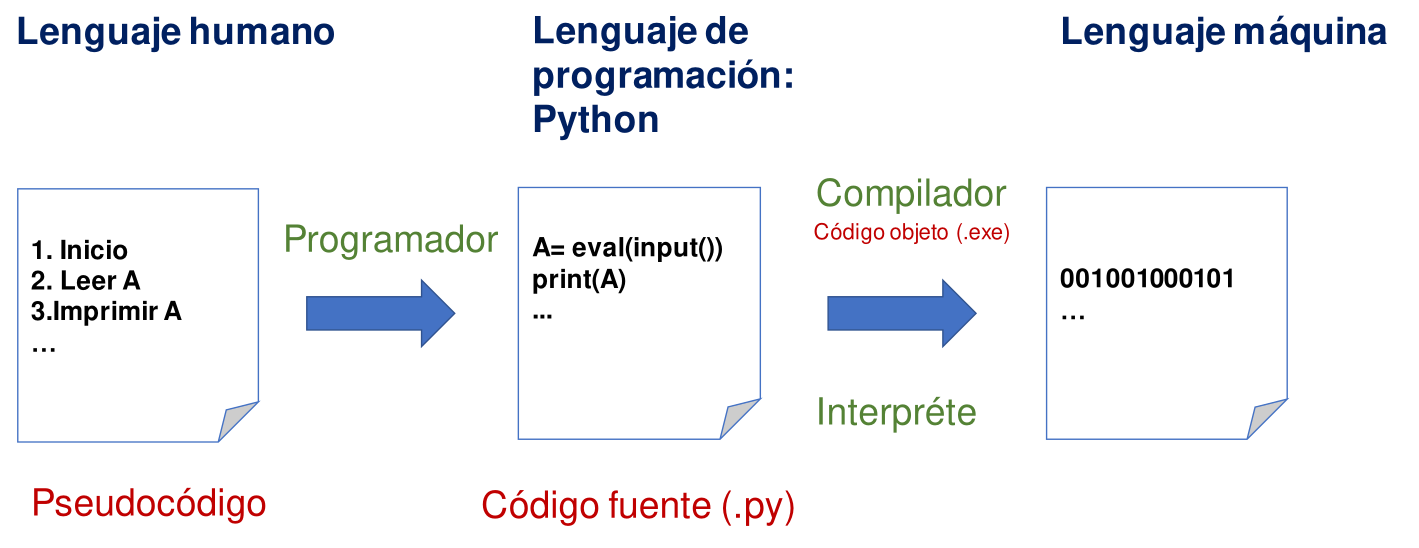 Lenguaje humano
Lenguaje de
programación:
Python
Lenguaje máquina
1. Inicio
2. Leer A
3.Imprimir A
...
Programador
A= eval(input())
print(A)
...
Compilador
Código objeto (.exe)
Interpréte
001001000101
...
Pseudocódigo
Código fuente (.py)